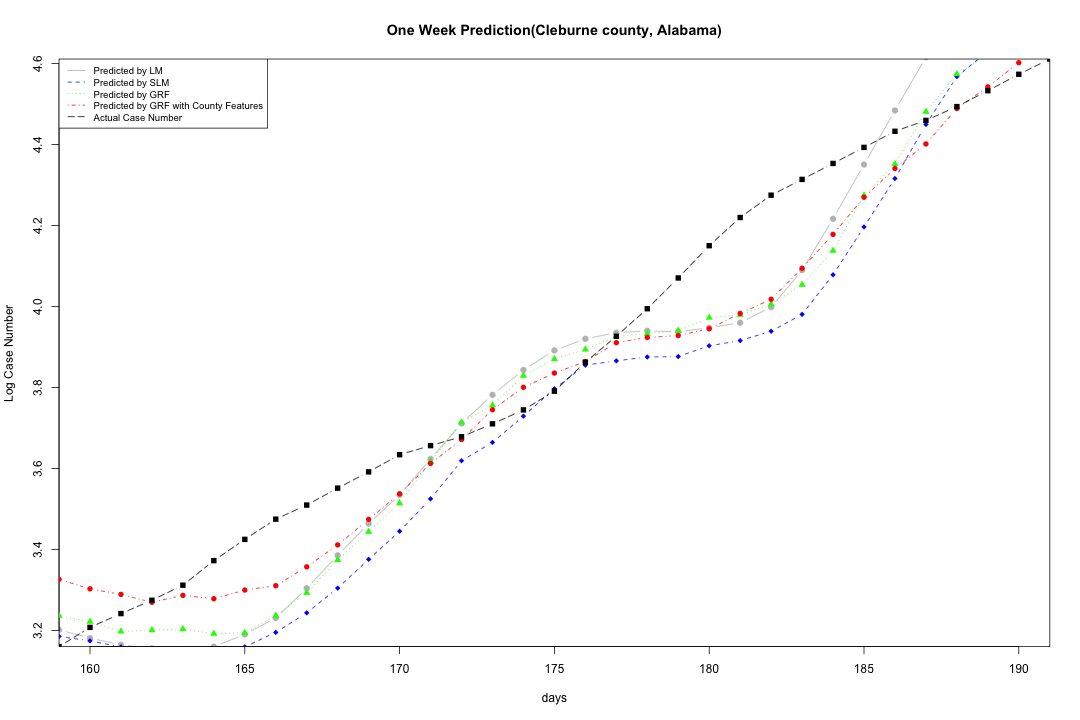 One Week Prediction(Cleburne county, Alabama)
Predicted by LM
Predicted by SLM
Predicted by GRF
Predicted by GRF with County Features
Actual Case Number
Log Case Number
4.6
4.4
4.2
4.0
3.8
3.6
3.4
3.2
160 165 170 175 180 185 190
days